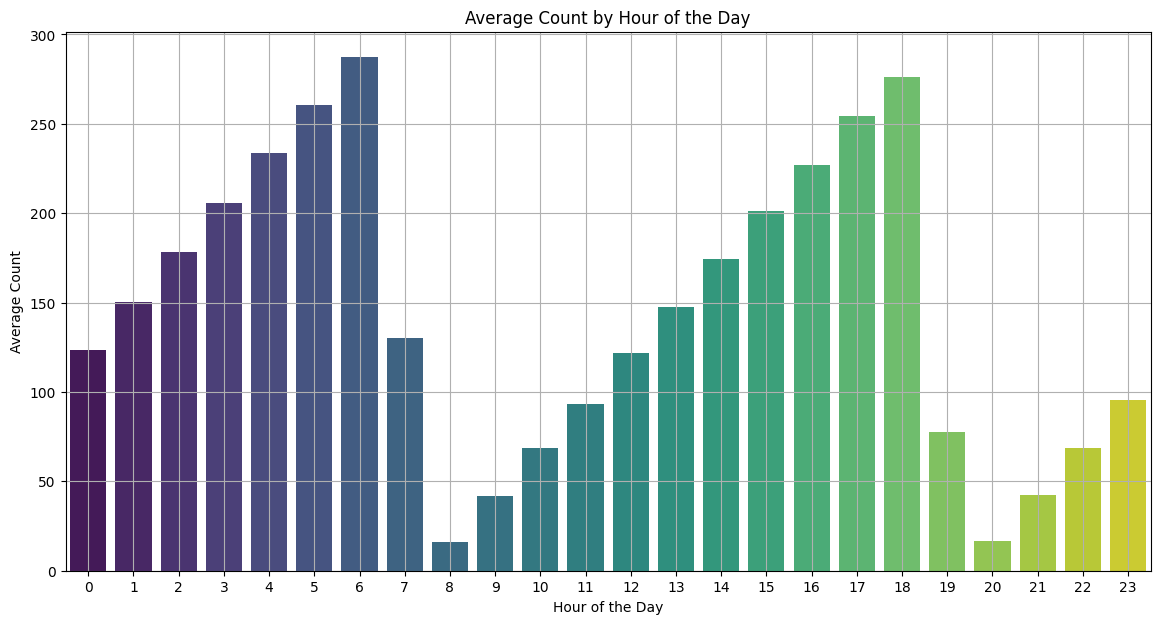 Average Count by Hour of the Day
300
250
200
150
100
50
0
Average Count
0 1 2 3 4 5 6 7 8 9 10 11 12 13 14 15 16 17 18 19 20 21 22 23
Hour of the Day